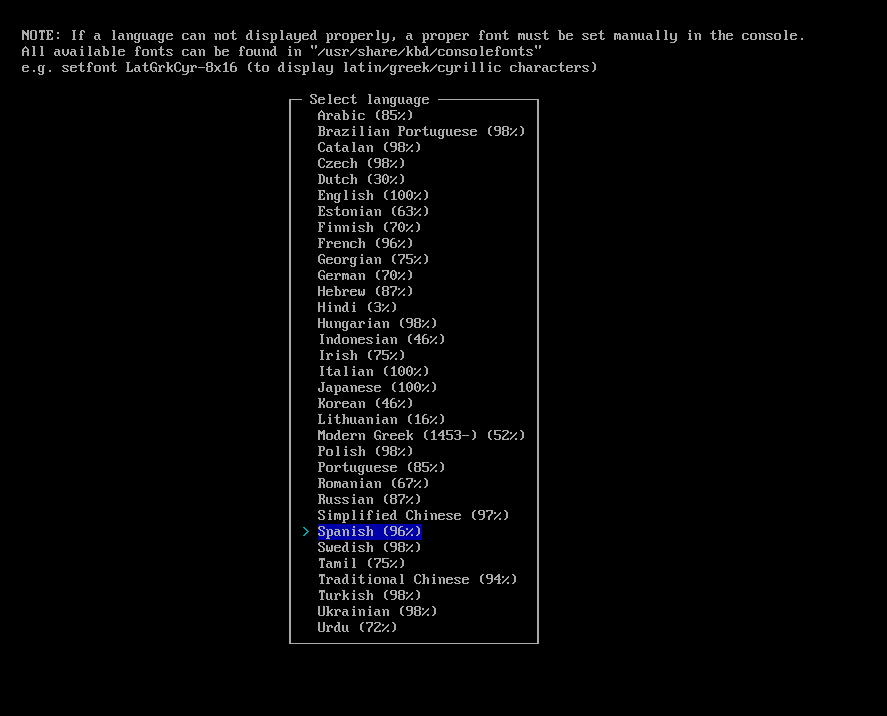 NOTE: If a language can not displayed properly, a proper font must be set manually in the console.
All available fonts can be found in "/usr/share/kbd/consolefonts"
e.g. setfont LatGrkCyr-8x16 (to display latin/greek/cyrillic characters)
Select language
Arabic (85%)
Brazilian Portuguese (98%)
Catalan (98%)
Czech (98%)
Dutch (30%)
English (100%)
Estonian (63%)
Finnish (70%)
French (96%)
Georgian (75%)
German (70%)
Hebrew (87%)
Hindi (3%)
Hungarian (98%)
Indonesian (46%)
Irish (75%)
Italian (100%)
Japanese (100%)
Korean (46%)
Lithuanian (16%)
Modern Greek (1453-) (52%)
Polish (98%)
Portuguese (85%)
Romanian (67%)
Russian (87%)
Simplified Chinese (97%)
> Spanish (96%)
Swedish (98%)
Tamil (75%)
Traditional Chinese (94%)
Turkish (98%)
Ukrainian (98%)
Urdu (72%)